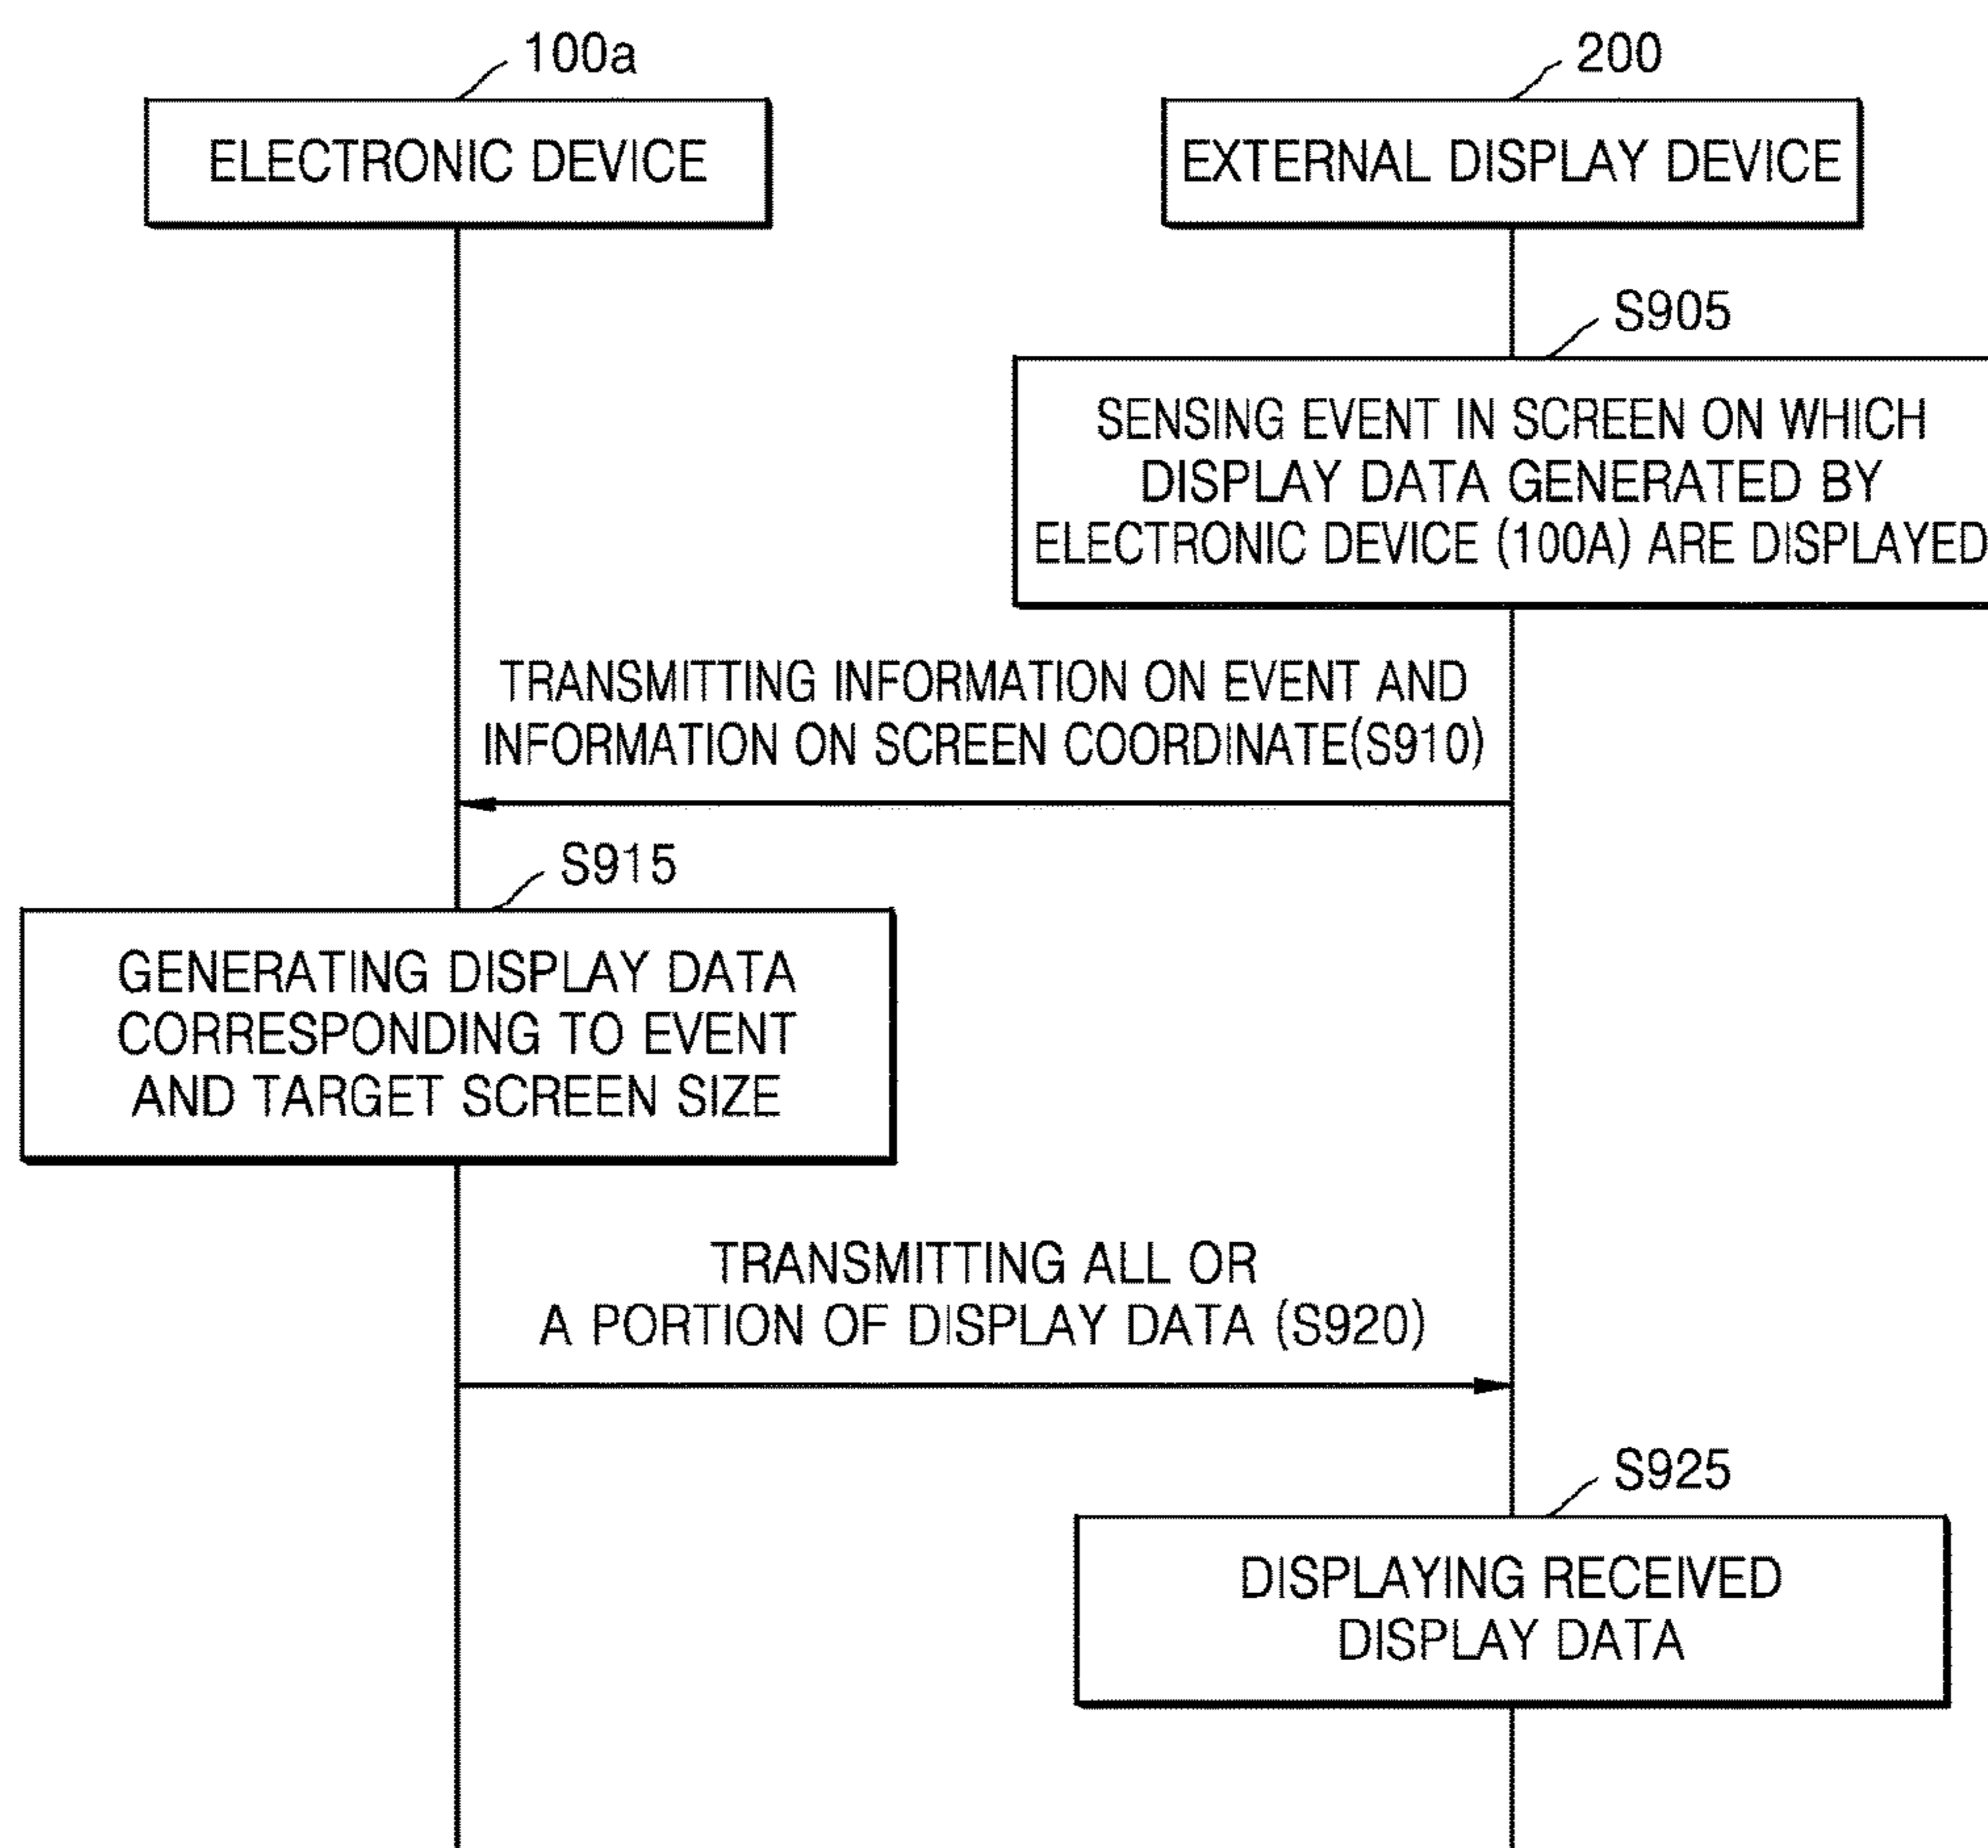 100a
200
ELECTRONIC DEVICE
EXTERNAL DISPLAY DEVICE
S905
SENSING EVENT IN SCREEN ON WHICH
DISPLAY DATA GENERATED BY
ELECTRONIC DEVICE (100A) ARE DISPLAYED
TRANSMITTING INFORMATION ON EVENT AND
INFORMATION ON SCREEN COORDINATE(S910)
S915
GENERATING DISPLAY DATA
CORRESPONDING TO EVENT
AND TARGET SCREEN SIZE
TRANSMITTING ALL OR
A PORTION OF DISPLAY DATA (S920)
S925
DISPLAYING RECEIVED
DISPLAY DATA